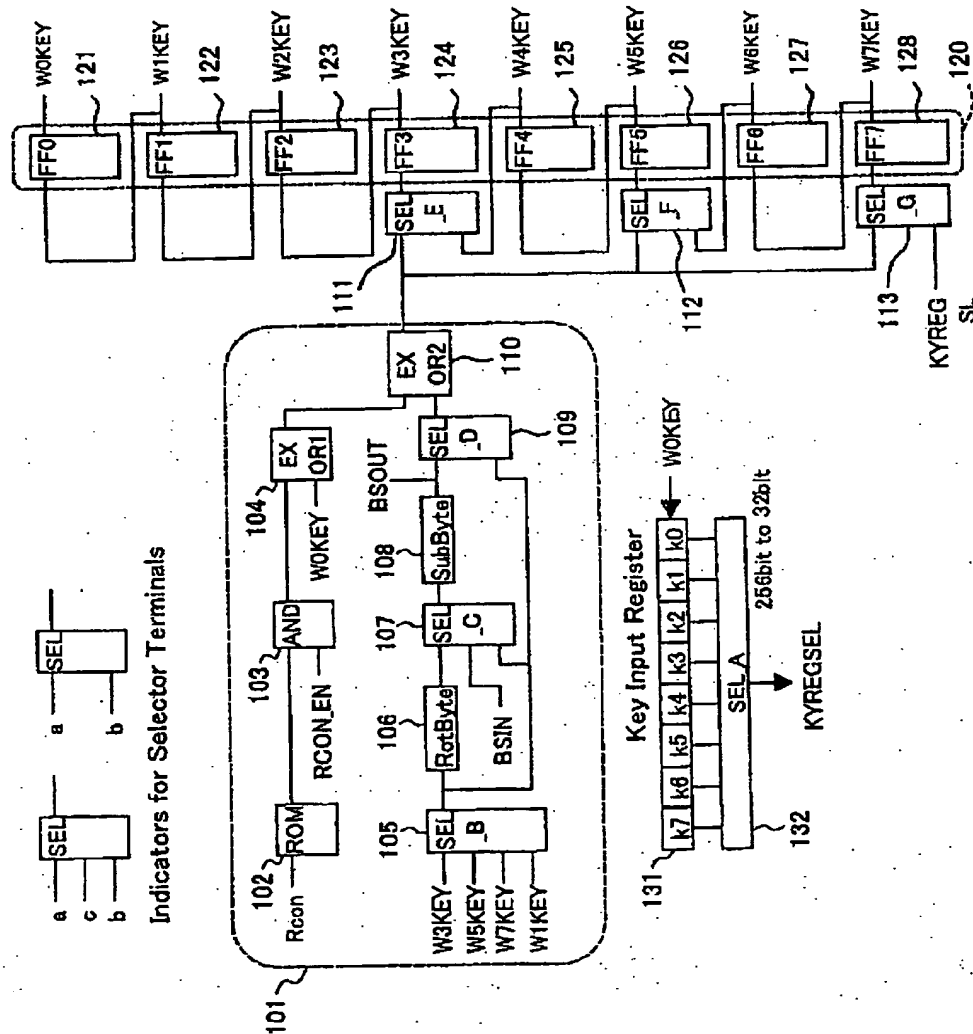 a
c
b
SEL
a
b
SEL
Indicators for Selector Terminals
101
Rcon
102
ROM
103
AND
RCON_EN
104
EX
OR1
W0KEY
W3KEY
W5KEY
W7KEY
W1KEY
105
SEL
_B
106
RotByte
BSIN
107
SEL
_C
108
SubByte
BSOUT
SEL
_D
109
EX
OR2
110
111
SEL
_E
SEL
_F
112
SEL
_G
113
KYREG
FF0
W0KEY
121
FF1
W1KEY
122
FF2
W2KEY
123
FF3
W3KEY
124
FF4
W4KEY
125
FF5
W5KEY
126
FF6
W6KEY
127
FF7
W7KEY
128
120
Key Input Register
131
k7 k6 k5 k4 k3 k2 k1 k0
W0KEY
SEL_A
132
256bit to 32bit
KYREGSEL